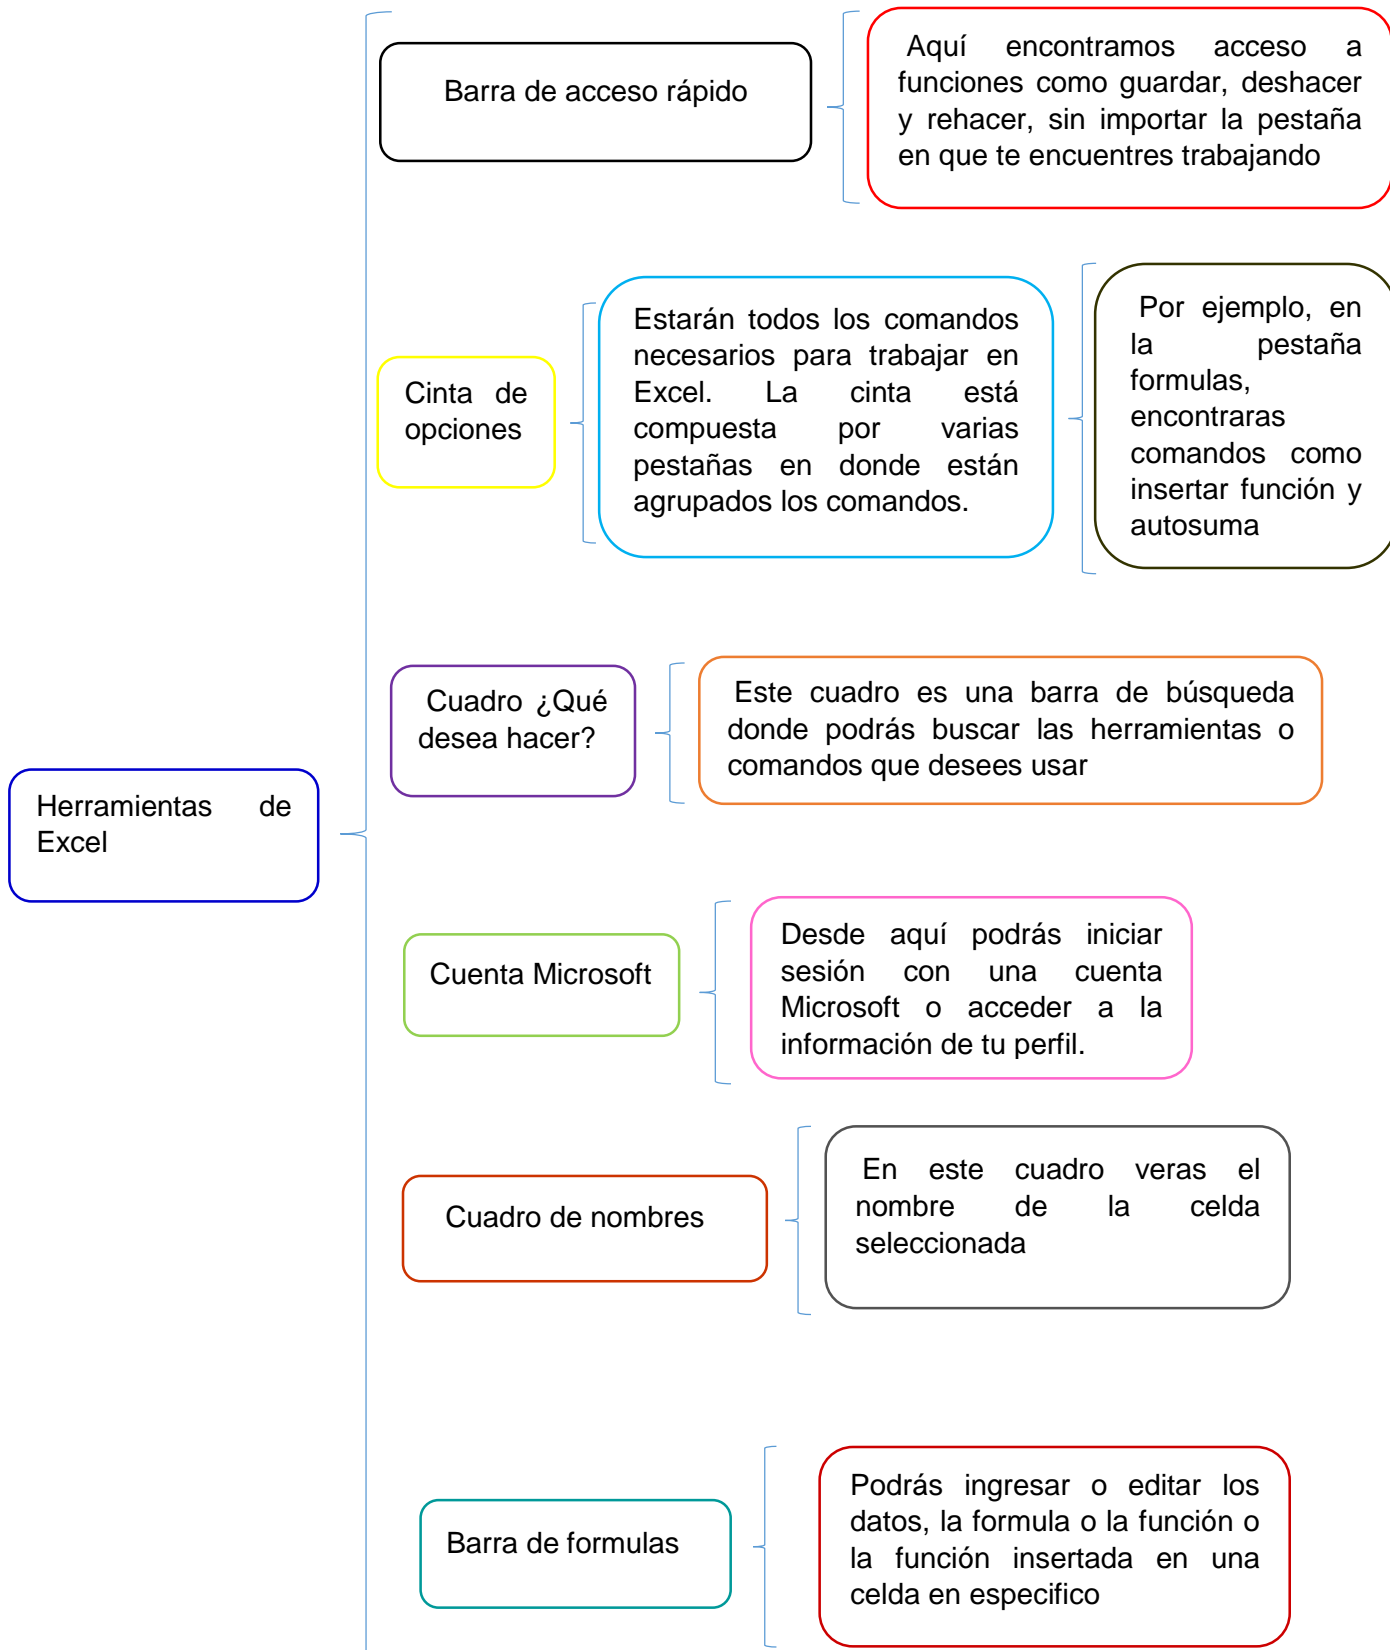 Herramientas de
Excel
Barra de acceso rápido
Aquí encontramos acceso a
funciones como guardar, deshacer
y rehacer, sin importar la pestaña
en que te encuentres trabajando
Cinta de
opciones
Estarán todos los comandos
necesarios para trabajar en
Excel. La cinta está
compuesta por varias
pestañas en donde están
agrupados los comandos.
Por ejemplo, en
la pestaña
formulas,
encontraras
comandos como
insertar función y
autosuma
Cuadro ¿Qué
desea hacer?
Este cuadro es una barra de búsqueda
donde podrás buscar las herramientas o
comandos que desees usar
Cuenta Microsoft
Desde aquí podrás iniciar
sesión con una cuenta
Microsoft o acceder a la
información de tu perfil.
Cuadro de nombres
En este cuadro veras el
nombre de la celda
seleccionada
Barra de formulas
Podrás ingresar o editar los
datos, la formula o la función o
la función insertada en una
celda en especifico